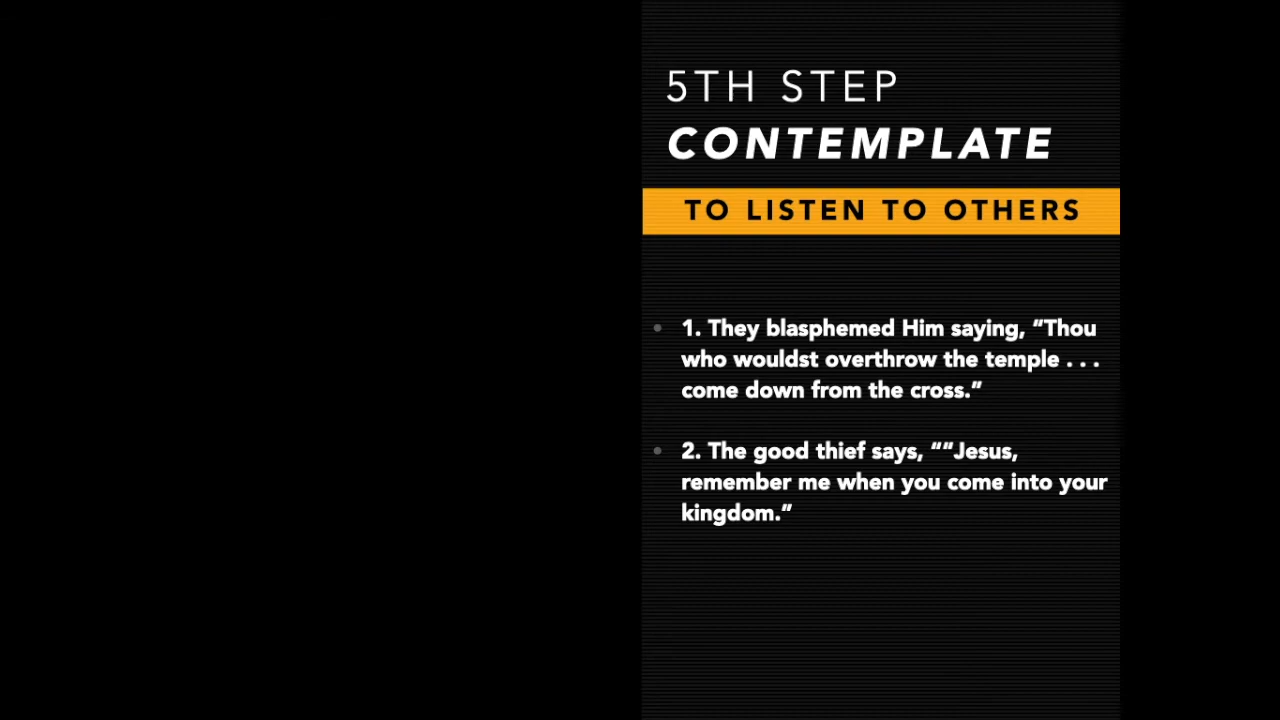 5TH STEP
CONTEMPLATE
TO LISTEN TO OTHERS
• 1. They blasphemed Him saying, “Thou
who wouldst overthrow the temple . . .
come down from the cross.”
• 2. The good thief says, ““Jesus,
remember me when you come into your
kingdom.”